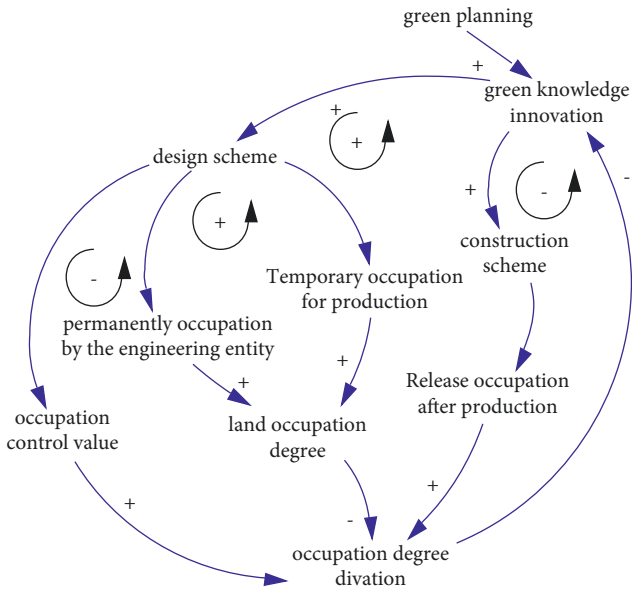 green planning
+
green knowledge
innovation
+
+
design scheme
-
+
-
+
construction
scheme
-
Temporary occupation
for production
permanently occupation
by the engineering entity
+
+
Release occupation
after production
occupation
control value
land occupation
degree
+
+
-
occupation degree
divation